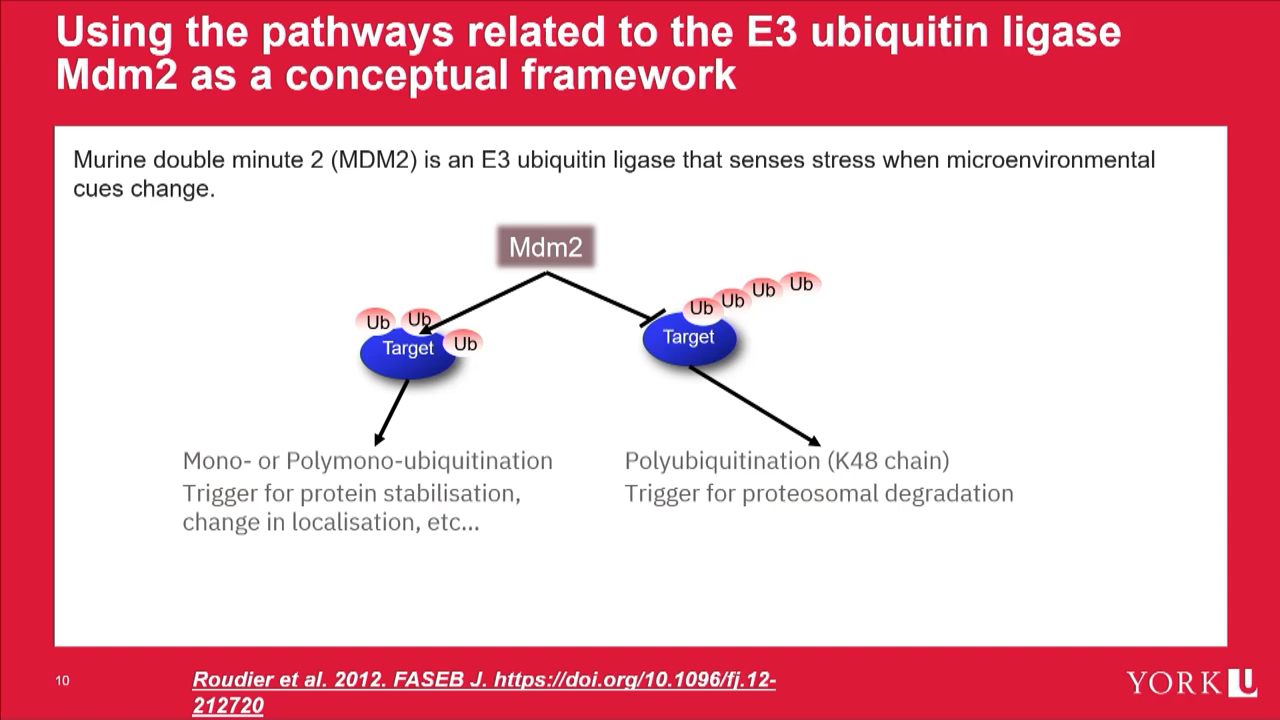 Using the pathways related to the E3 ubiquitin ligase
Mdm2 as a conceptual framework
Murine double minute 2 (MDM2) is an E3 ubiquitin ligase that senses stress when microenvironmental
cues change.
Mdm2
Ub Ub Ub
Target
Ub Ub Ub Ub
Target
Mono- or Polymono-ubiquitination
Trigger for protein stabilisation,
change in localisation, etc...
Polyubiquitination (K48 chain)
Trigger for proteosomal degradation
10
Roudier et al. 2012. FASEB J. https://doi.org/10.1096/fj.12-
212720
YORK U